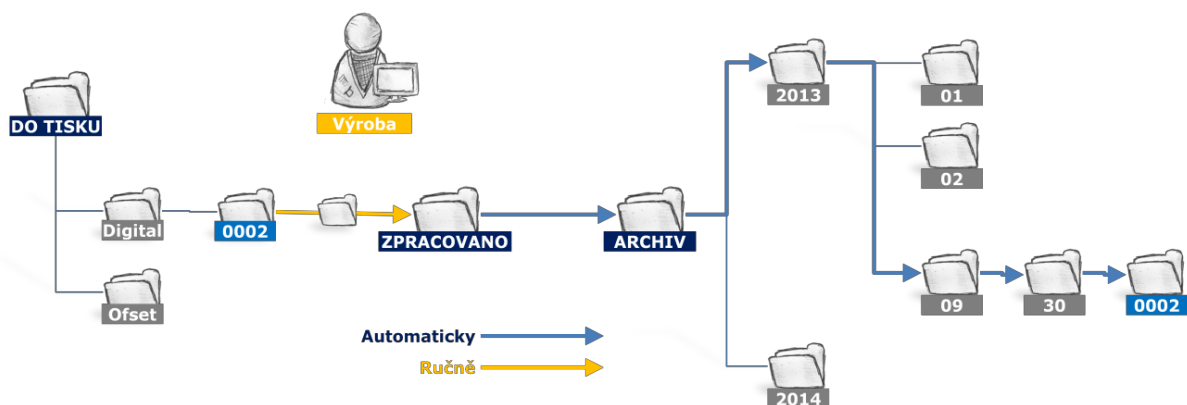 DO TISKU
Výroba
2013
01
02
Digital
0002
ZPRACOVANO
ARCHIV
Ofset
09
30
0002
Automaticky
Ručně
2014